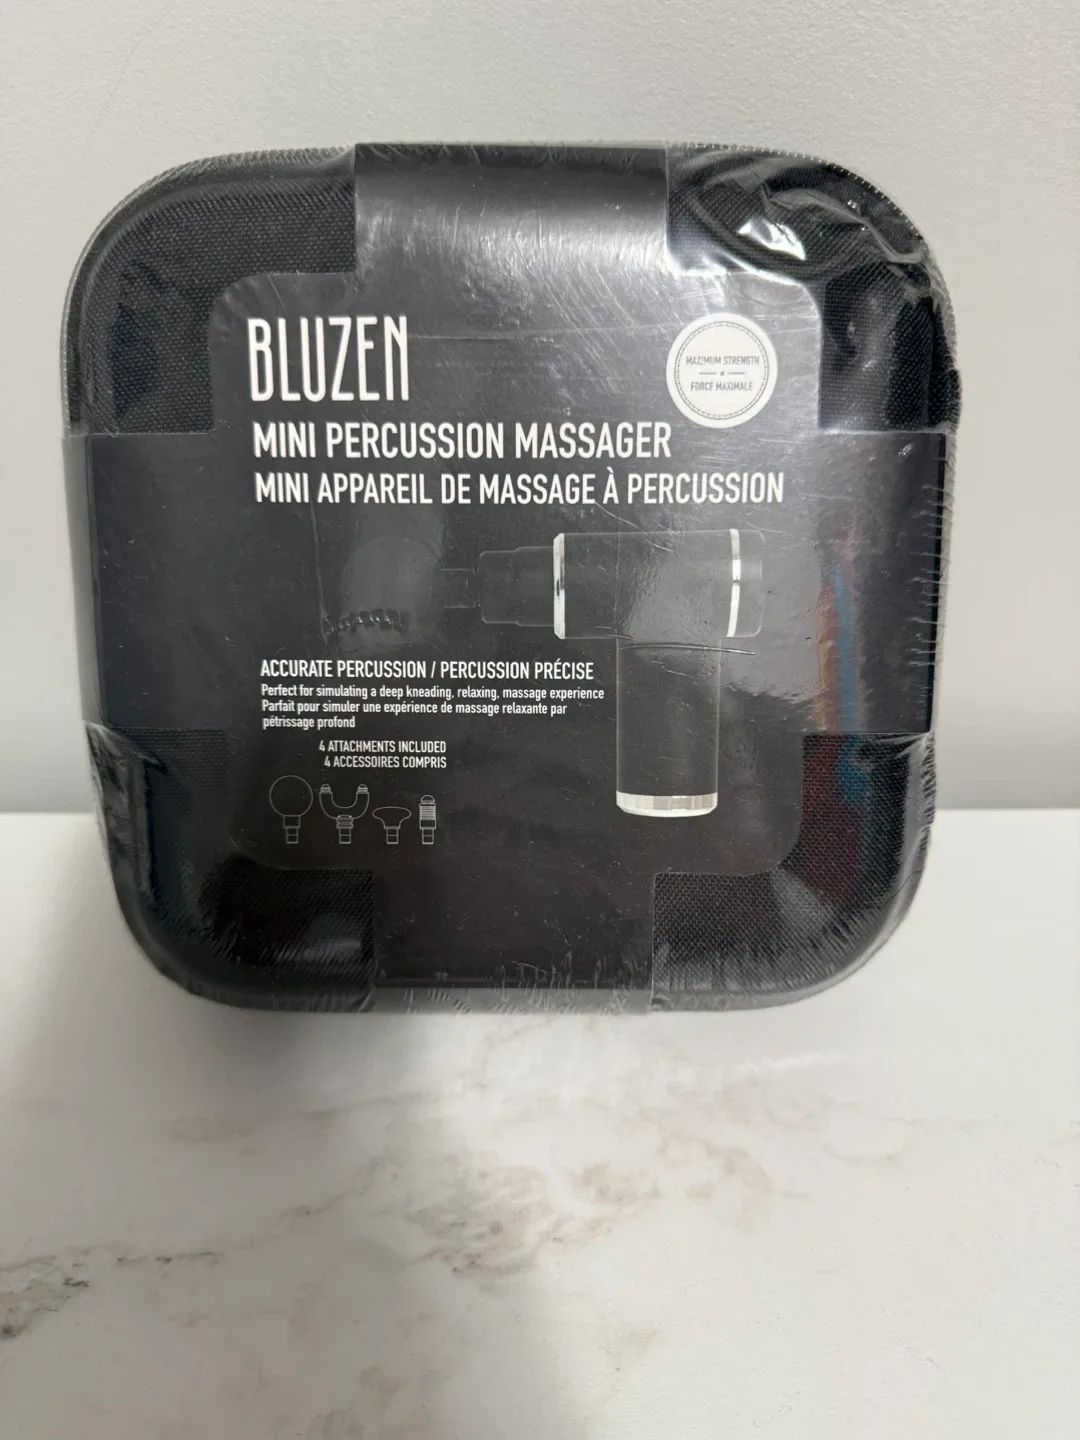 BLUZEN
MAXIMUM STRENGTH
FORCE MAXIMALE
MINI PERCUSSION MASSAGER
MINI APPAREIL DE MASSAGE À PERCUSSION
ACCURATE PERCUSSION / PERCUSSION PRÉCISE
Perfect for simulating a deep kneading, relaxing, massage experience
Parfait pour simuler une expérience de massage relaxante par
pétrissage profond
4 ATTACHMENTS INCLUDED
4 ACCESSOIRES COMPRIS